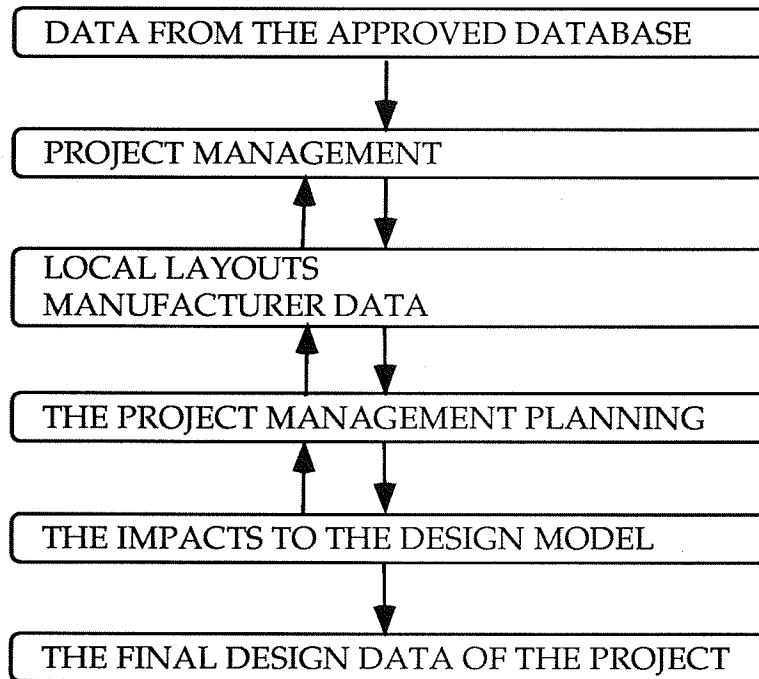 DATA FROM THE APPROVED DATABASE
PROJECT MANAGEMENT
LOCAL LAYOUTS
MANUFACTURER DATA
THE PROJECT MANAGEMENT PLANNING
THE IMPACTS TO THE DESIGN MODEL
THE FINAL DESIGN DATA OF THE PROJECT